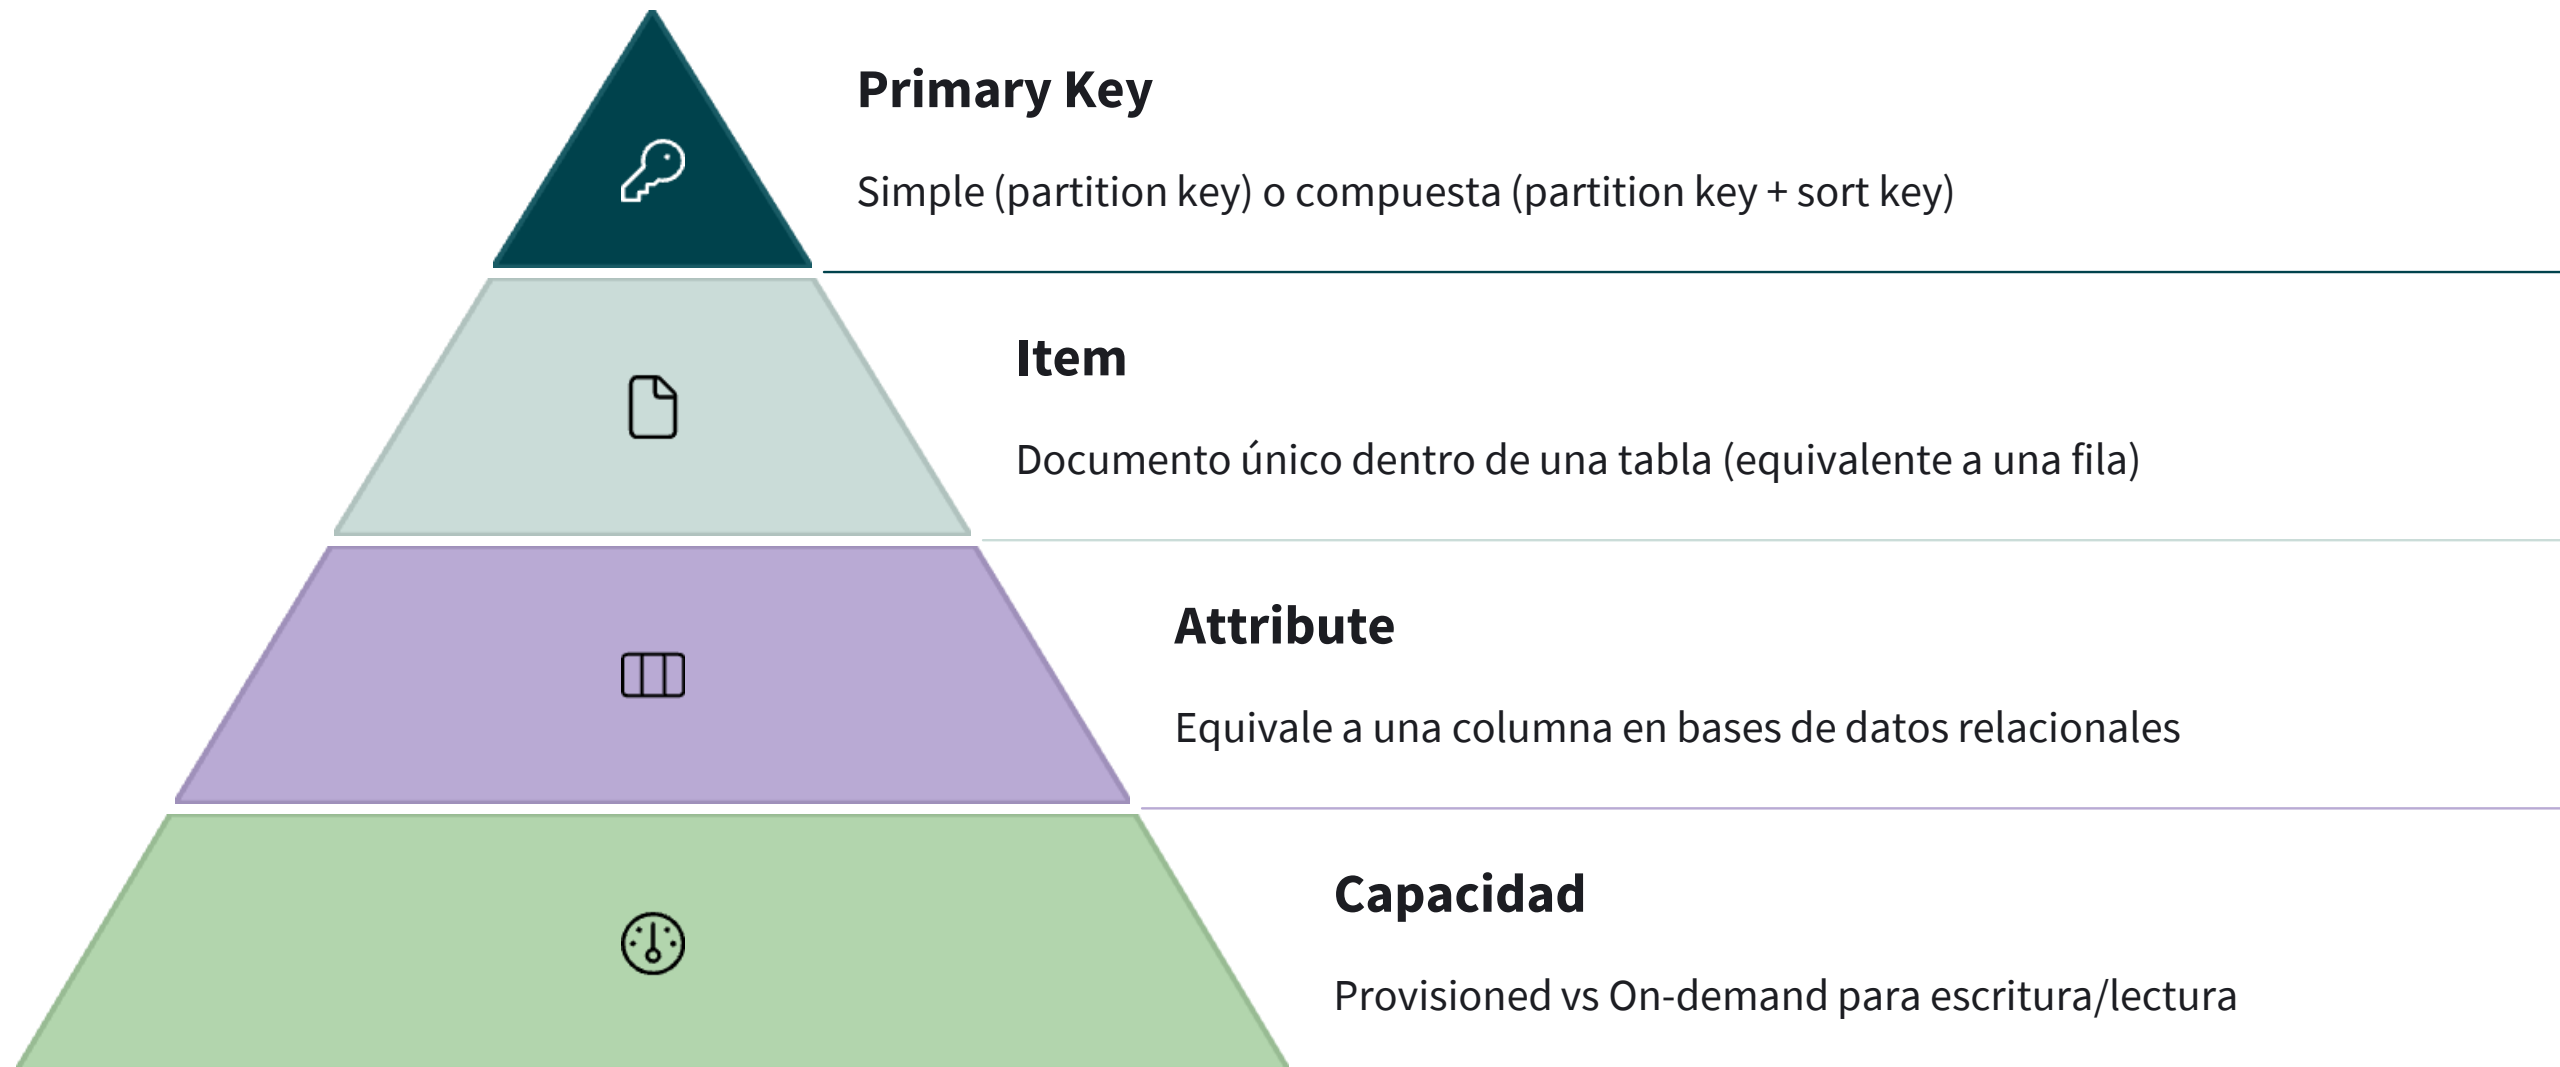 Primary Key
Simple (partition key) o compuesta (partition key + sort key)
Item
Documento único dentro de una tabla (equivalente a una fila)
Attribute
Equivale a una columna en bases de datos relacionales
Capacidad
Provisioned vs On-demand para escritura/lectura